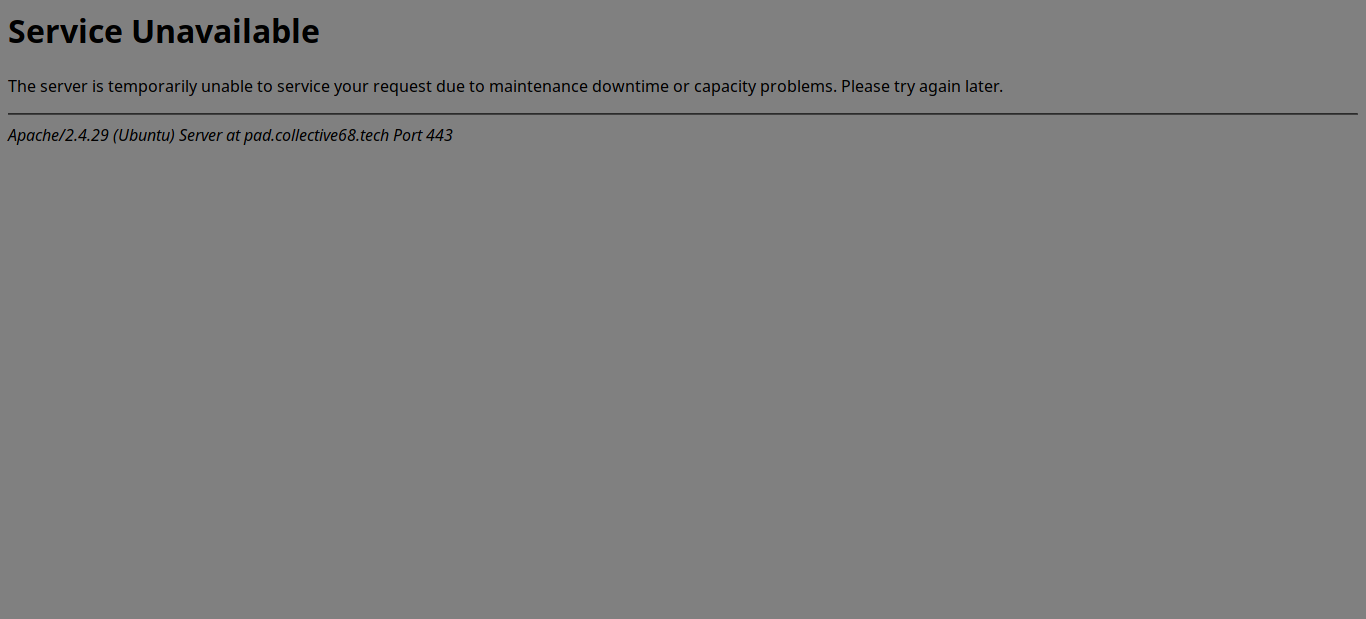 Service Unavailable
The server is temporarily unable to service your request due to maintenance downtime or capacity problems. Please try again later.
Apache/2.4.29 (Ubuntu) Server at pad.collective68.tech Port 443